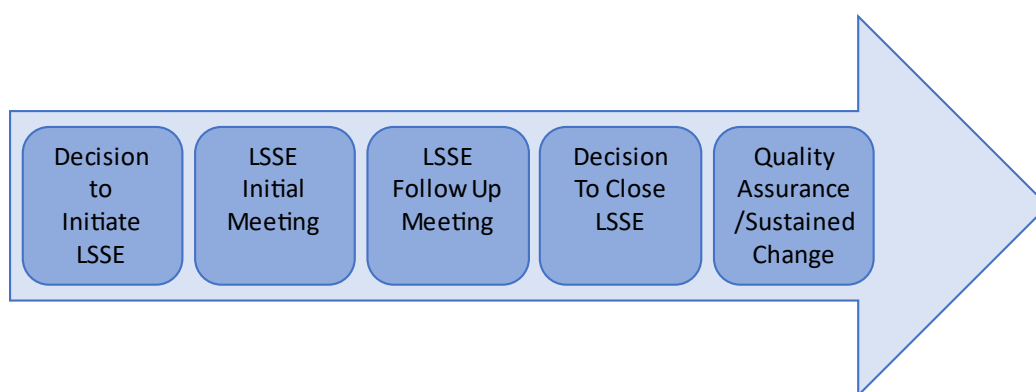 Decision
to
Initiate
LSSE
LSSE
Initial
Meeting
LSSE
Follow Up
Meeting
Decision
To Close
LSSE
Quality
Assurance
/Sustained
Change